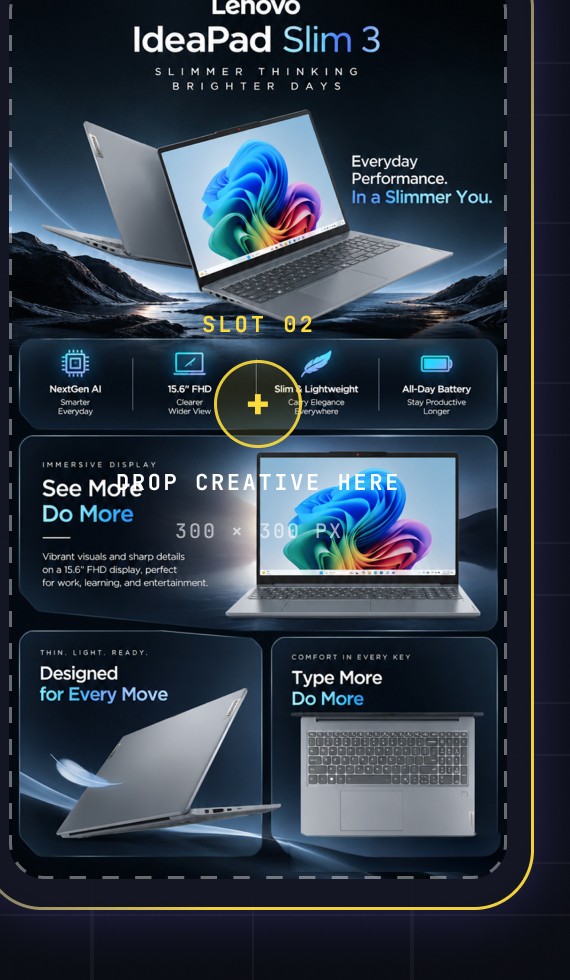 Lenovo
IdeaPad Slim 3
SLIMMER THINKING
BRIGHTER DAYS
Everyday
Performance.
In a Slimmer You.
SLOT 02
NextGen AI
Smarter
Everyday
15.6" FHD
Clearer
Wider View
Slim & Lightweight
Carry Elegance
Everywhere
All-Day Battery
Stay Productive
Longer
+
IMMERSIVE DISPLAY
See More
Do More
DROP CREATIVE HERE
300 × 300 PX
Vibrant visuals and sharp details
on a 15.6" FHD display, perfect
for work, learning, and entertainment.
THIN. LIGHT. READY.
Designed
for Every Move
COMFORT IN EVERY KEY
Type More
Do More